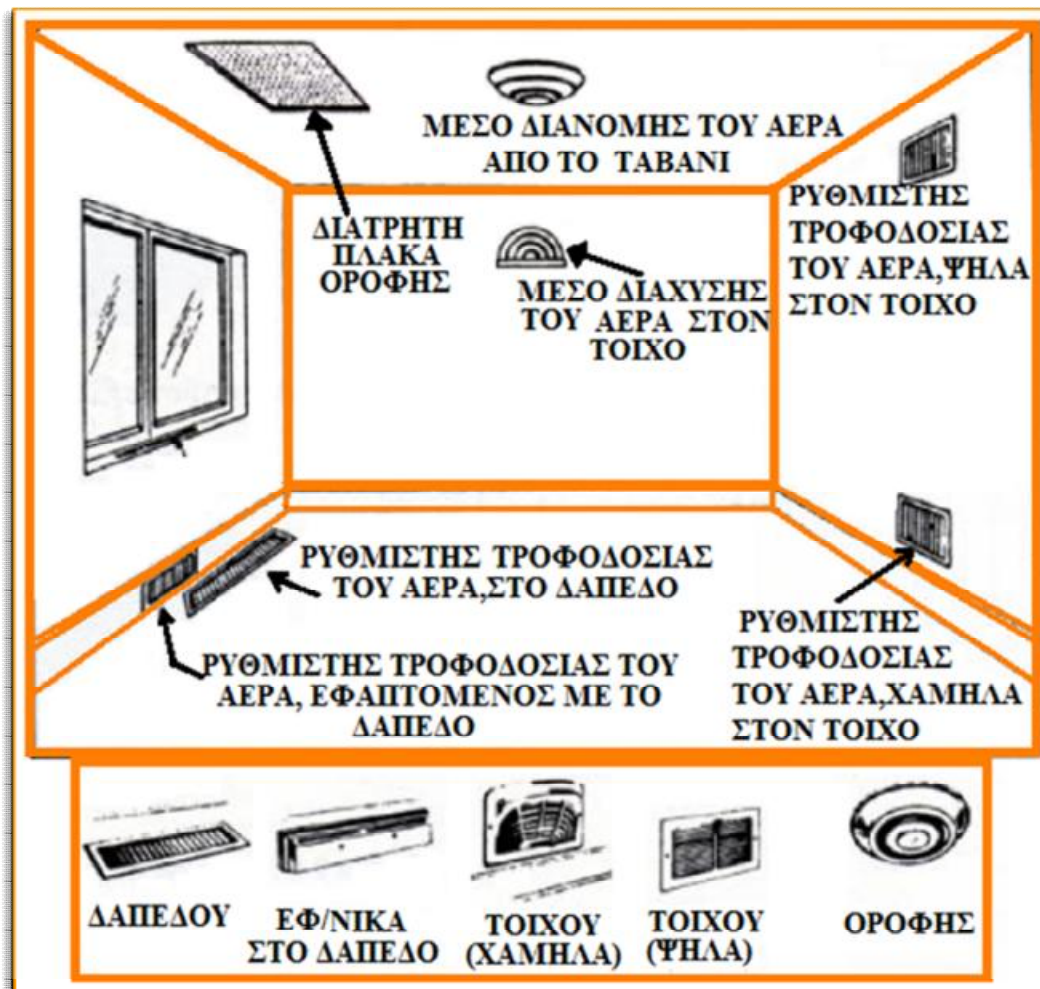 ΜΕΣΟ ΔΙΑΝΟΜΗΣ ΤΟΥ ΑΕΡΑ
ΑΠΟ ΤΟ ΤΑΒΑΝΙ
ΔΙΑΤΡΗΤΗ
ΠΛΑΚΑ
ΟΡΟΦΗΣ
ΜΕΣΟ ΔΙΑΧΥΣΗΣ
ΤΟΥ ΑΕΡΑ ΣΤΟΝ
ΤΟΙΧΟ
ΡΥΘΜΙΣΤΗΣ
ΤΡΟΦΟΔΟΣΙΑΣ
ΤΟΥ ΑΕΡΑ,ΨΗΛΑ
ΣΤΟΝ ΤΟΙΧΟ
ΡΥΘΜΙΣΤΗΣ ΤΡΟΦΟΔΟΣΙΑΣ
ΤΟΥ ΑΕΡΑ,ΣΤΟ ΔΑΠΕΔΟ
ΡΥΘΜΙΣΤΗΣ ΤΡΟΦΟΔΟΣΙΑΣ ΤΟΥ
ΑΕΡΑ, ΕΦΑΠΤΟΜΕΝΟΣ ΜΕ ΤΟ
ΔΑΠΕΔΟ
ΡΥΘΜΙΣΤΗΣ
ΤΡΟΦΟΔΟΣΙΑΣ
ΤΟΥ ΑΕΡΑ,ΧΑΜΗΛΑ
ΣΤΟΝ ΤΟΙΧΟ
ΔΑΠΕΔΟΥ
ΕΦ/ΝΙΚΑ
ΣΤΟ ΔΑΠΕΔΟ
ΤΟΙΧΟΥ
(ΧΑΜΗΛΑ)
ΤΟΙΧΟΥ
(ΨΗΛΑ)
ΟΡΟΦΗΣ